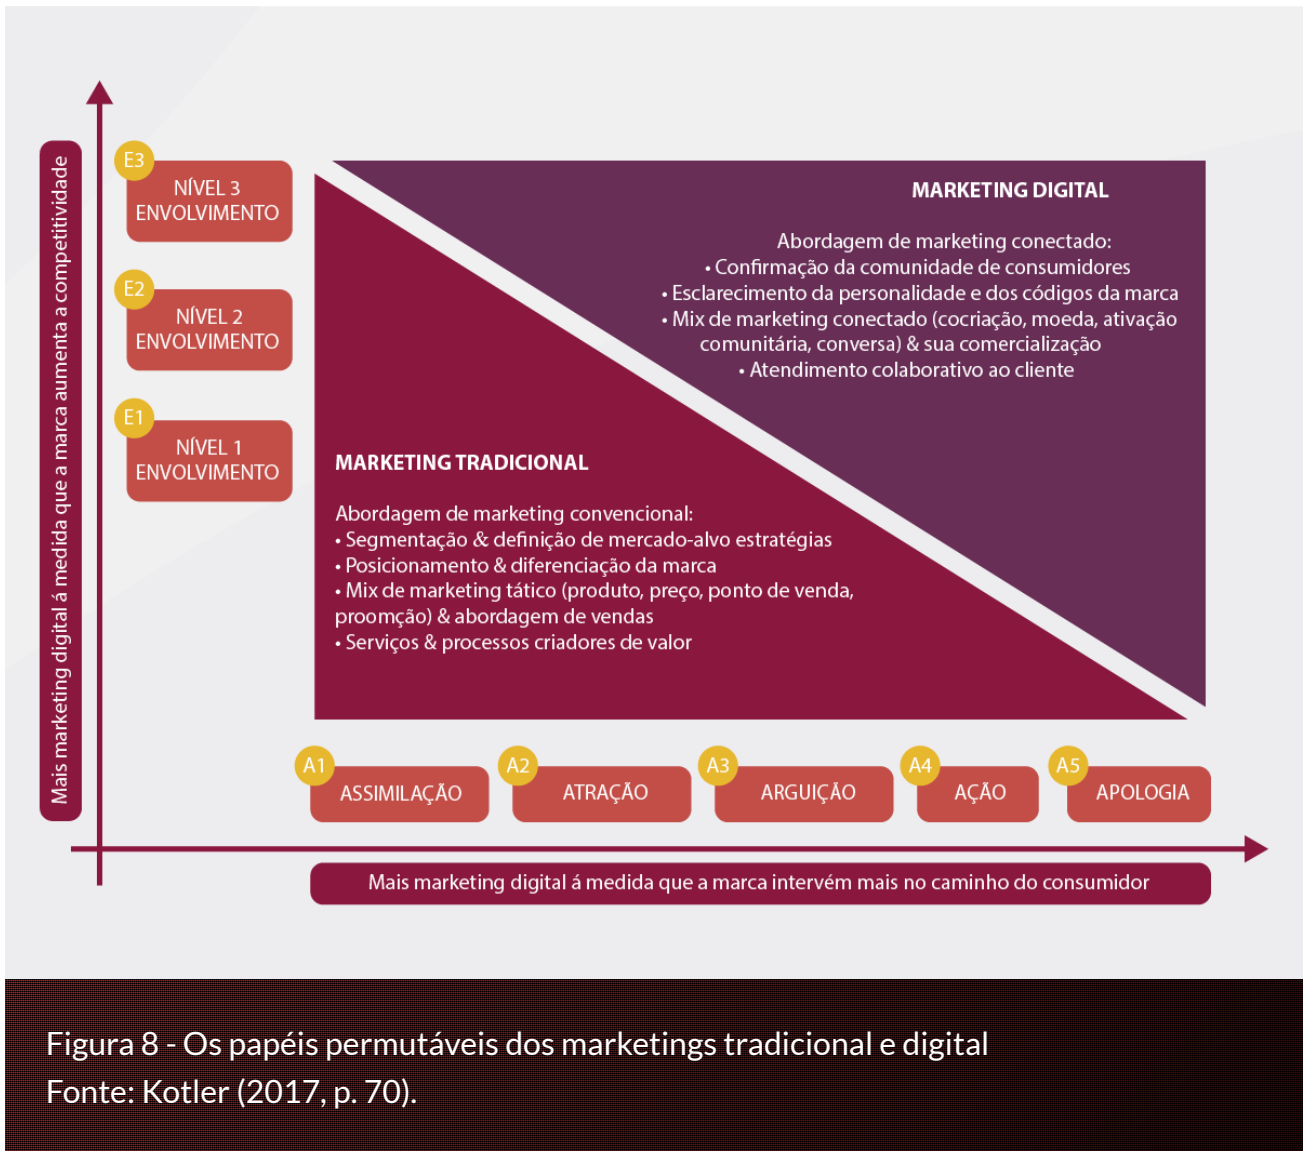 Mais marketing digital á medida que a marca aumenta a competitividade
E3
NÍVEL 3
ENVOLVIMENTO
E2
NÍVEL 2
ENVOLVIMENTO
E1
NÍVEL 1
ENVOLVIMENTO
MARKETING DIGITAL
Abordagem de marketing conectado:
• Confirmação da comunidade de consumidores
• Esclarecimento da personalidade e dos códigos da marca
• Mix de marketing conectado (cocriação, moeda, ativação
comunitária, conversa) & sua comercialização
• Atendimento colaborativo ao cliente
MARKETING TRADICIONAL
Abordagem de marketing convencional:
• Segmentação & definição de mercado-alvo estratégias
• Posicionamento & diferenciação da marca
• Mix de marketing tático (produto, preço, ponto de venda,
proomção) & abordagem de vendas
• Serviços & processos criadores de valor
A1
ASSIMILAÇÃO
A2
ATRAÇÃO
A3
ARGUIÇÃO
A4
AÇÃO
A5
APOLOGIA
Mais marketing digital á medida que a marca intervém mais no caminho do consumidor
Figura 8 - Os papéis permutáveis dos marketings tradicional e digital
Fonte: Kotler (2017, p. 70).